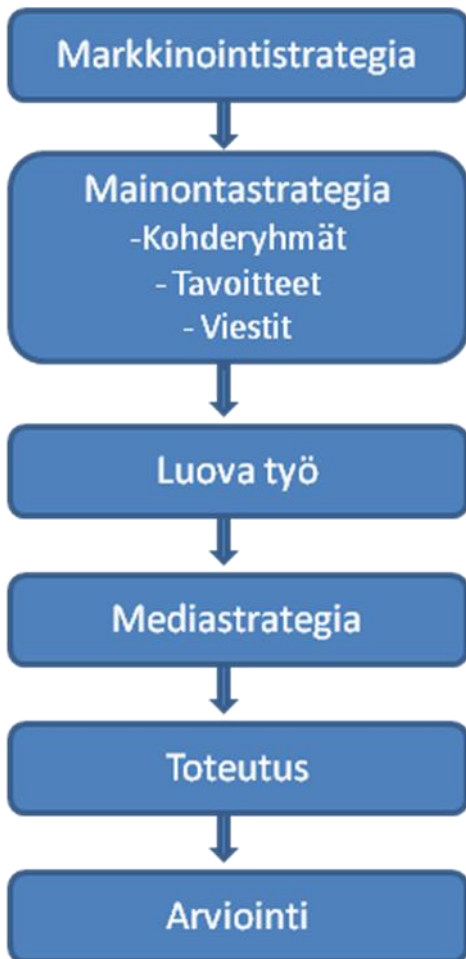 Markkinointistrategia
Mainontastrategia
-Kohderyhmät
- Tavoitteet
- Viestit
Luova työ
Mediastrategia
Toteutus
Arviointi